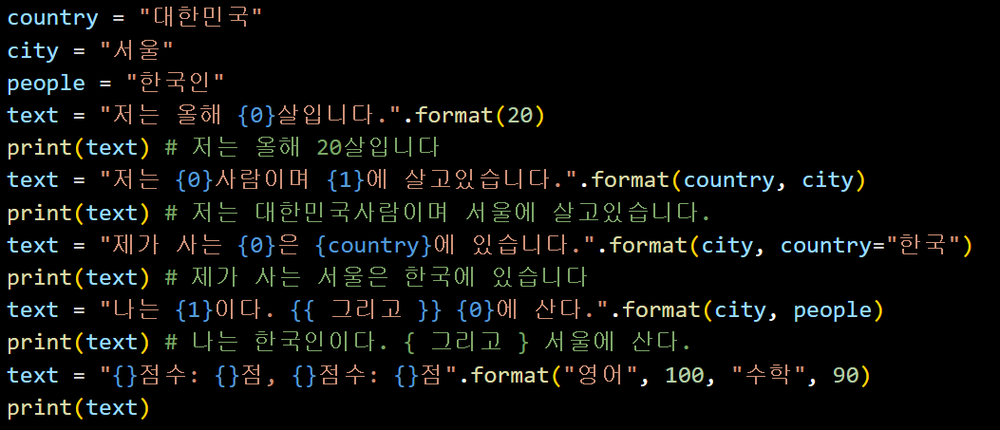 country = "대한민국"
city = "서울"
people = "한국인"
text = "저는 올해 {0}살입니다.".format(20)
print(text) # 저는 올해 20살입니다
text = "저는 {0}사람이며 {1}에 살고있습니다.".format(country, city)
print(text) # 저는 대한민국사람이며 서울에 살고있습니다.
text = "제가 사는 {0}은 {country}에 있습니다.".format(city, country="한국")
print(text) # 제가 사는 서울은 한국에 있습니다
text = "나는 {1}이다. {{ 그리고 }} {0}에 산다.".format(city, people)
print(text) # 나는 한국인이다. { 그리고 } 서울에 산다.
text = "{}점수: {}점, {}점수: {}점".format("영어", 100, "수학", 90)
print(text)